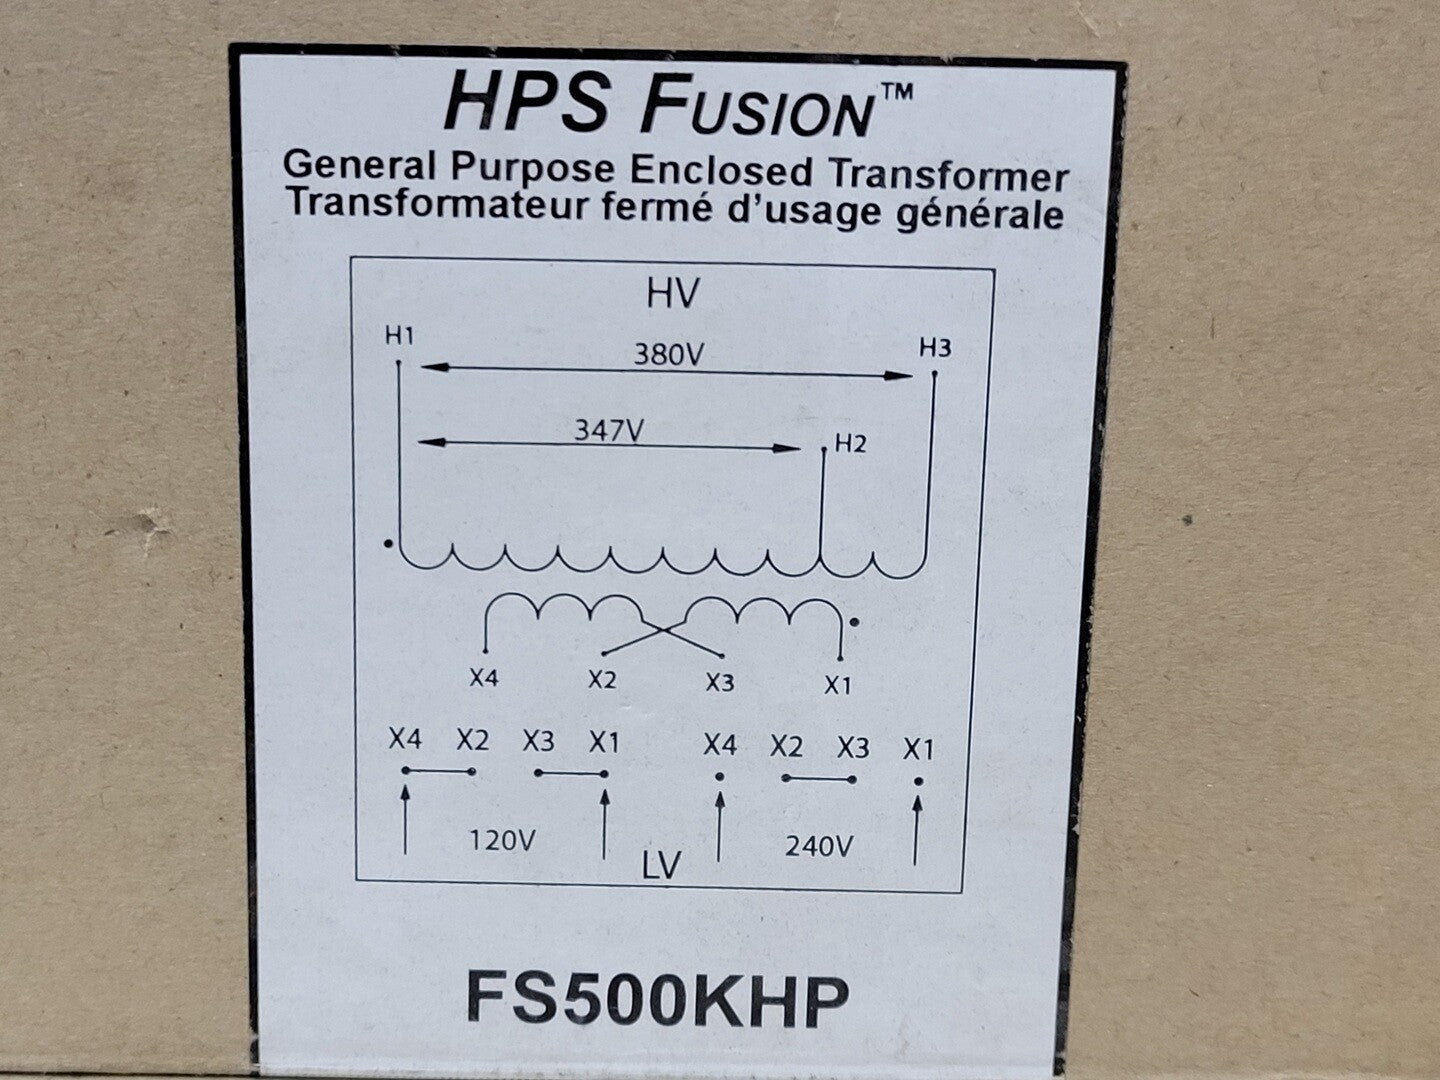 HPS FUSION™
General Purpose Enclosed Transformer
Transformateur fermé d'usage générale
HV
H1 380V H3
347V H2
X4 X2 X3 X1
X4 X2 X3 X1 X4 X2 X3 X1
120V LV 240V
FS500KHP